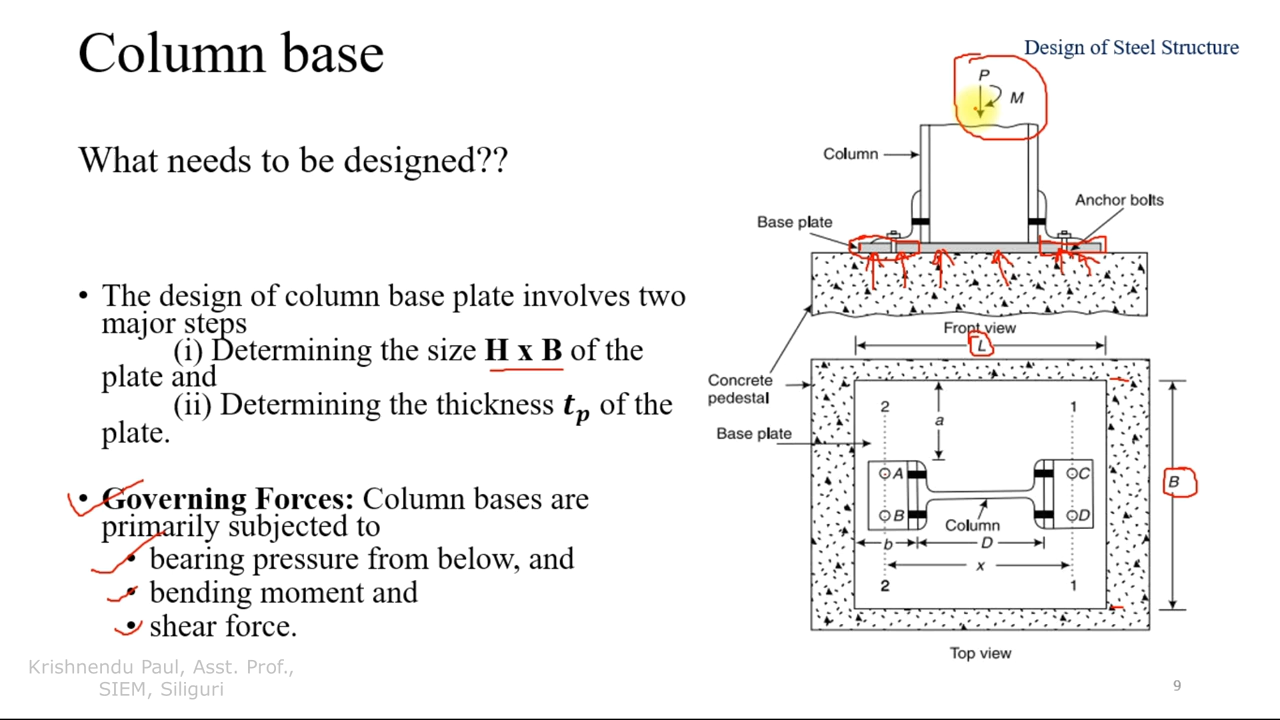 Column base
Design of Steel Structure
What needs to be designed??
• The design of column base plate involves two
major steps
(i) Determining the size H x B of the
plate and
(ii) Determining the thickness tp of the
plate.
• Governing Forces: Column bases are
primarily subjected to
• bearing pressure from below, and
• bending moment and
• shear force.
P
M
Column
Anchor bolts
Base plate
Front view
L
Concrete
pedestal
Base plate
2
1
a
A
C
B
D
B
Column
b
D
x
2
1
Top view
Krishnendu Paul, Asst. Prof.,
SIEM, Siliguri
9